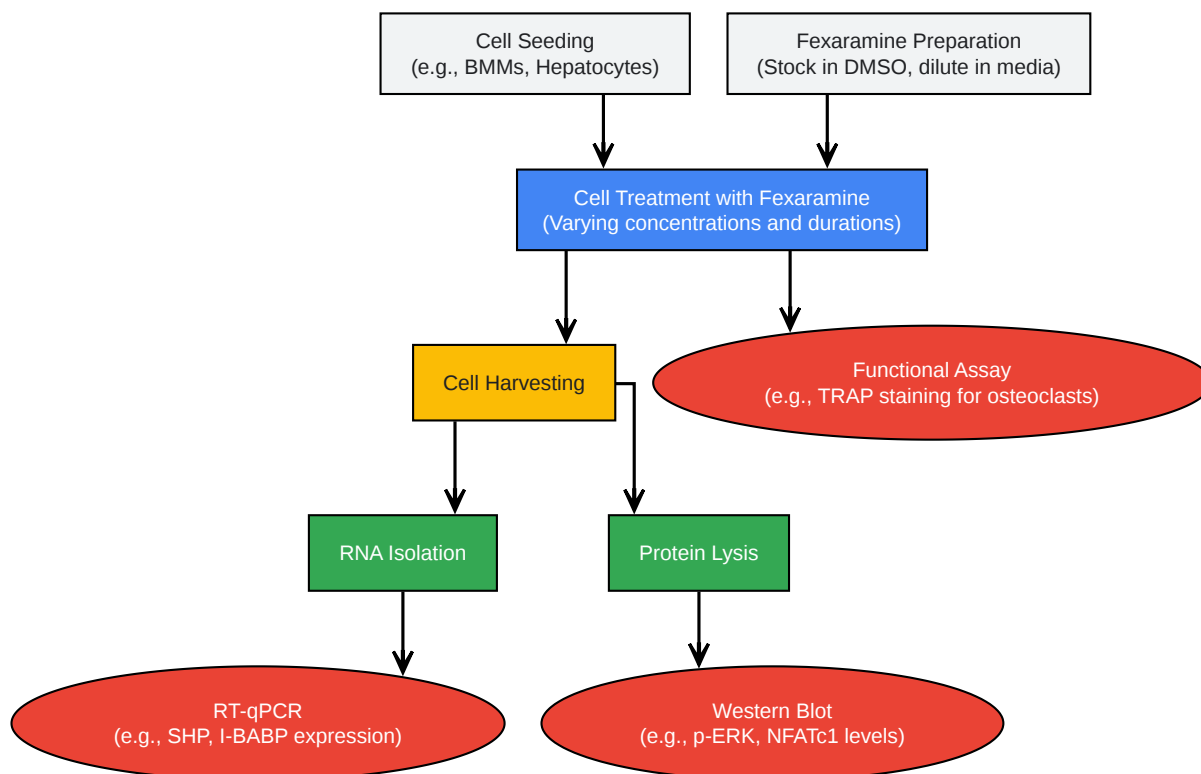 Cell Seeding
(e.g., BMMs, Hepatocytes)
Fexaramine Preparation
(Stock in DMSO, dilute in media)
Cell Treatment with Fexaramine
(Varying concentrations and durations)
Functional Assay
(e.g., TRAP staining for osteoclasts)
Cell Harvesting
RNA Isolation
Protein Lysis
RT-qPCR
(e.g., SHP, I-BABP expression)
Western Blot
(e.g., p-ERK, NFATc1 levels)